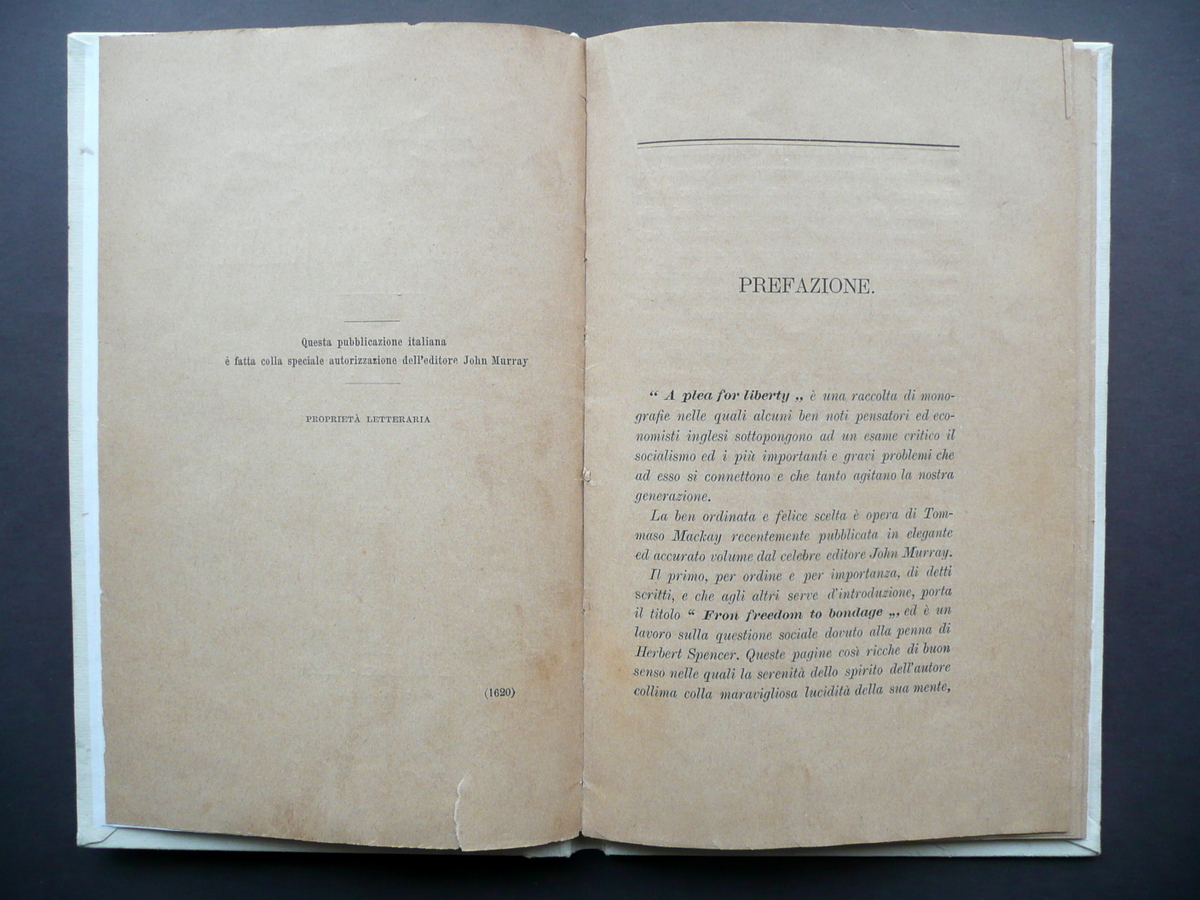 Questa pubblicazione italiana
é fatta colla speciale autorizzazione dell'editore John Murray
PROPRIETÀ LETTERARIA
(1620)
PREFAZIONE.
“ A plea for liberty „ è una raccolta di mono-
grafie nelle quali alcuni ben noti pensatori ed eco-
nomisti inglesi sottopongono ad un esame critico il
socialismo ed i più importanti e gravi problemi che
ad esso si connettono e che tanto agitano la nostra
generazione.
La ben ordinata e felice scelta è opera di Tom-
maso Mackay recentemente pubblicata in elegante
ed accurato volume dal celebre editore John Murray.
Il primo, per ordine e per importanza, di detti
scritti, e che agli altri serve d'introduzione, porta
il titolo “ Fron freedom to bondage „, ed è un
lavoro sulla questione sociale dovuto alla penna di
Herbert Spencer. Queste pagine così ricche di buon
senso nelle quali la serenità dello spirito dell'autore
collima colla maravigliosa lucidità della sua mente,